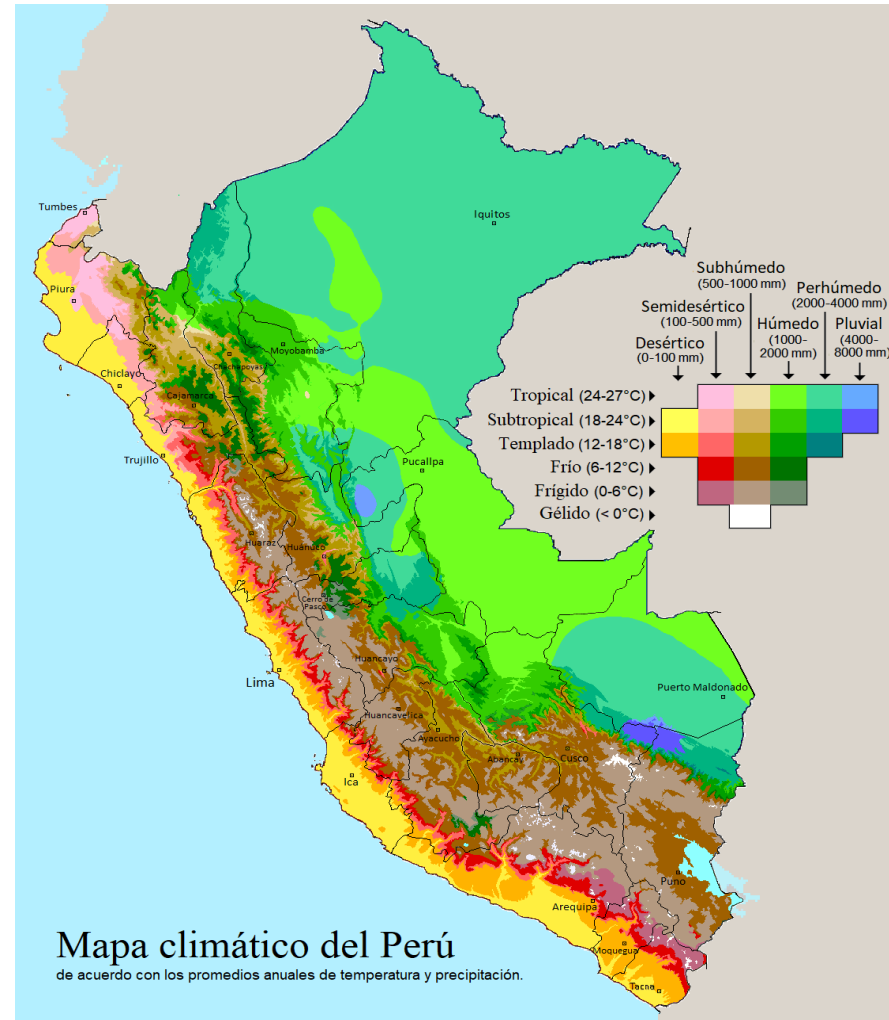 Tumbes
Iquitos
Piura
Chiclayo
Moyobamba
Chachapoyas
Cajamarca
Trujillo
Pucallpa
Huaraz
Huánuco
Cerro de
Pasco
Lima
Huancayo
Huancavelica
Ayacucho
Abancay
Cusco
Puerto Maldonado
Ica
Puno
Arequipa
Moquegua
Tacna
Subhúmedo
(500-1000 mm)
Perhúmedo
(2000-4000 mm)
Semidesértico
(100-500 mm)
Húmedo
(1000-
2000 mm)
Pluvial
(4000-
8000 mm)
Desértico
(0-100 mm)
Tropical (24-27°C)
Subtropical (18-24°C)
Templado (12-18°C)
Frío (6-12°C)
Frígido (0-6°C)
Gélido (< 0°C)
Mapa climático del Perú
de acuerdo con los promedios anuales de temperatura y precipitación.